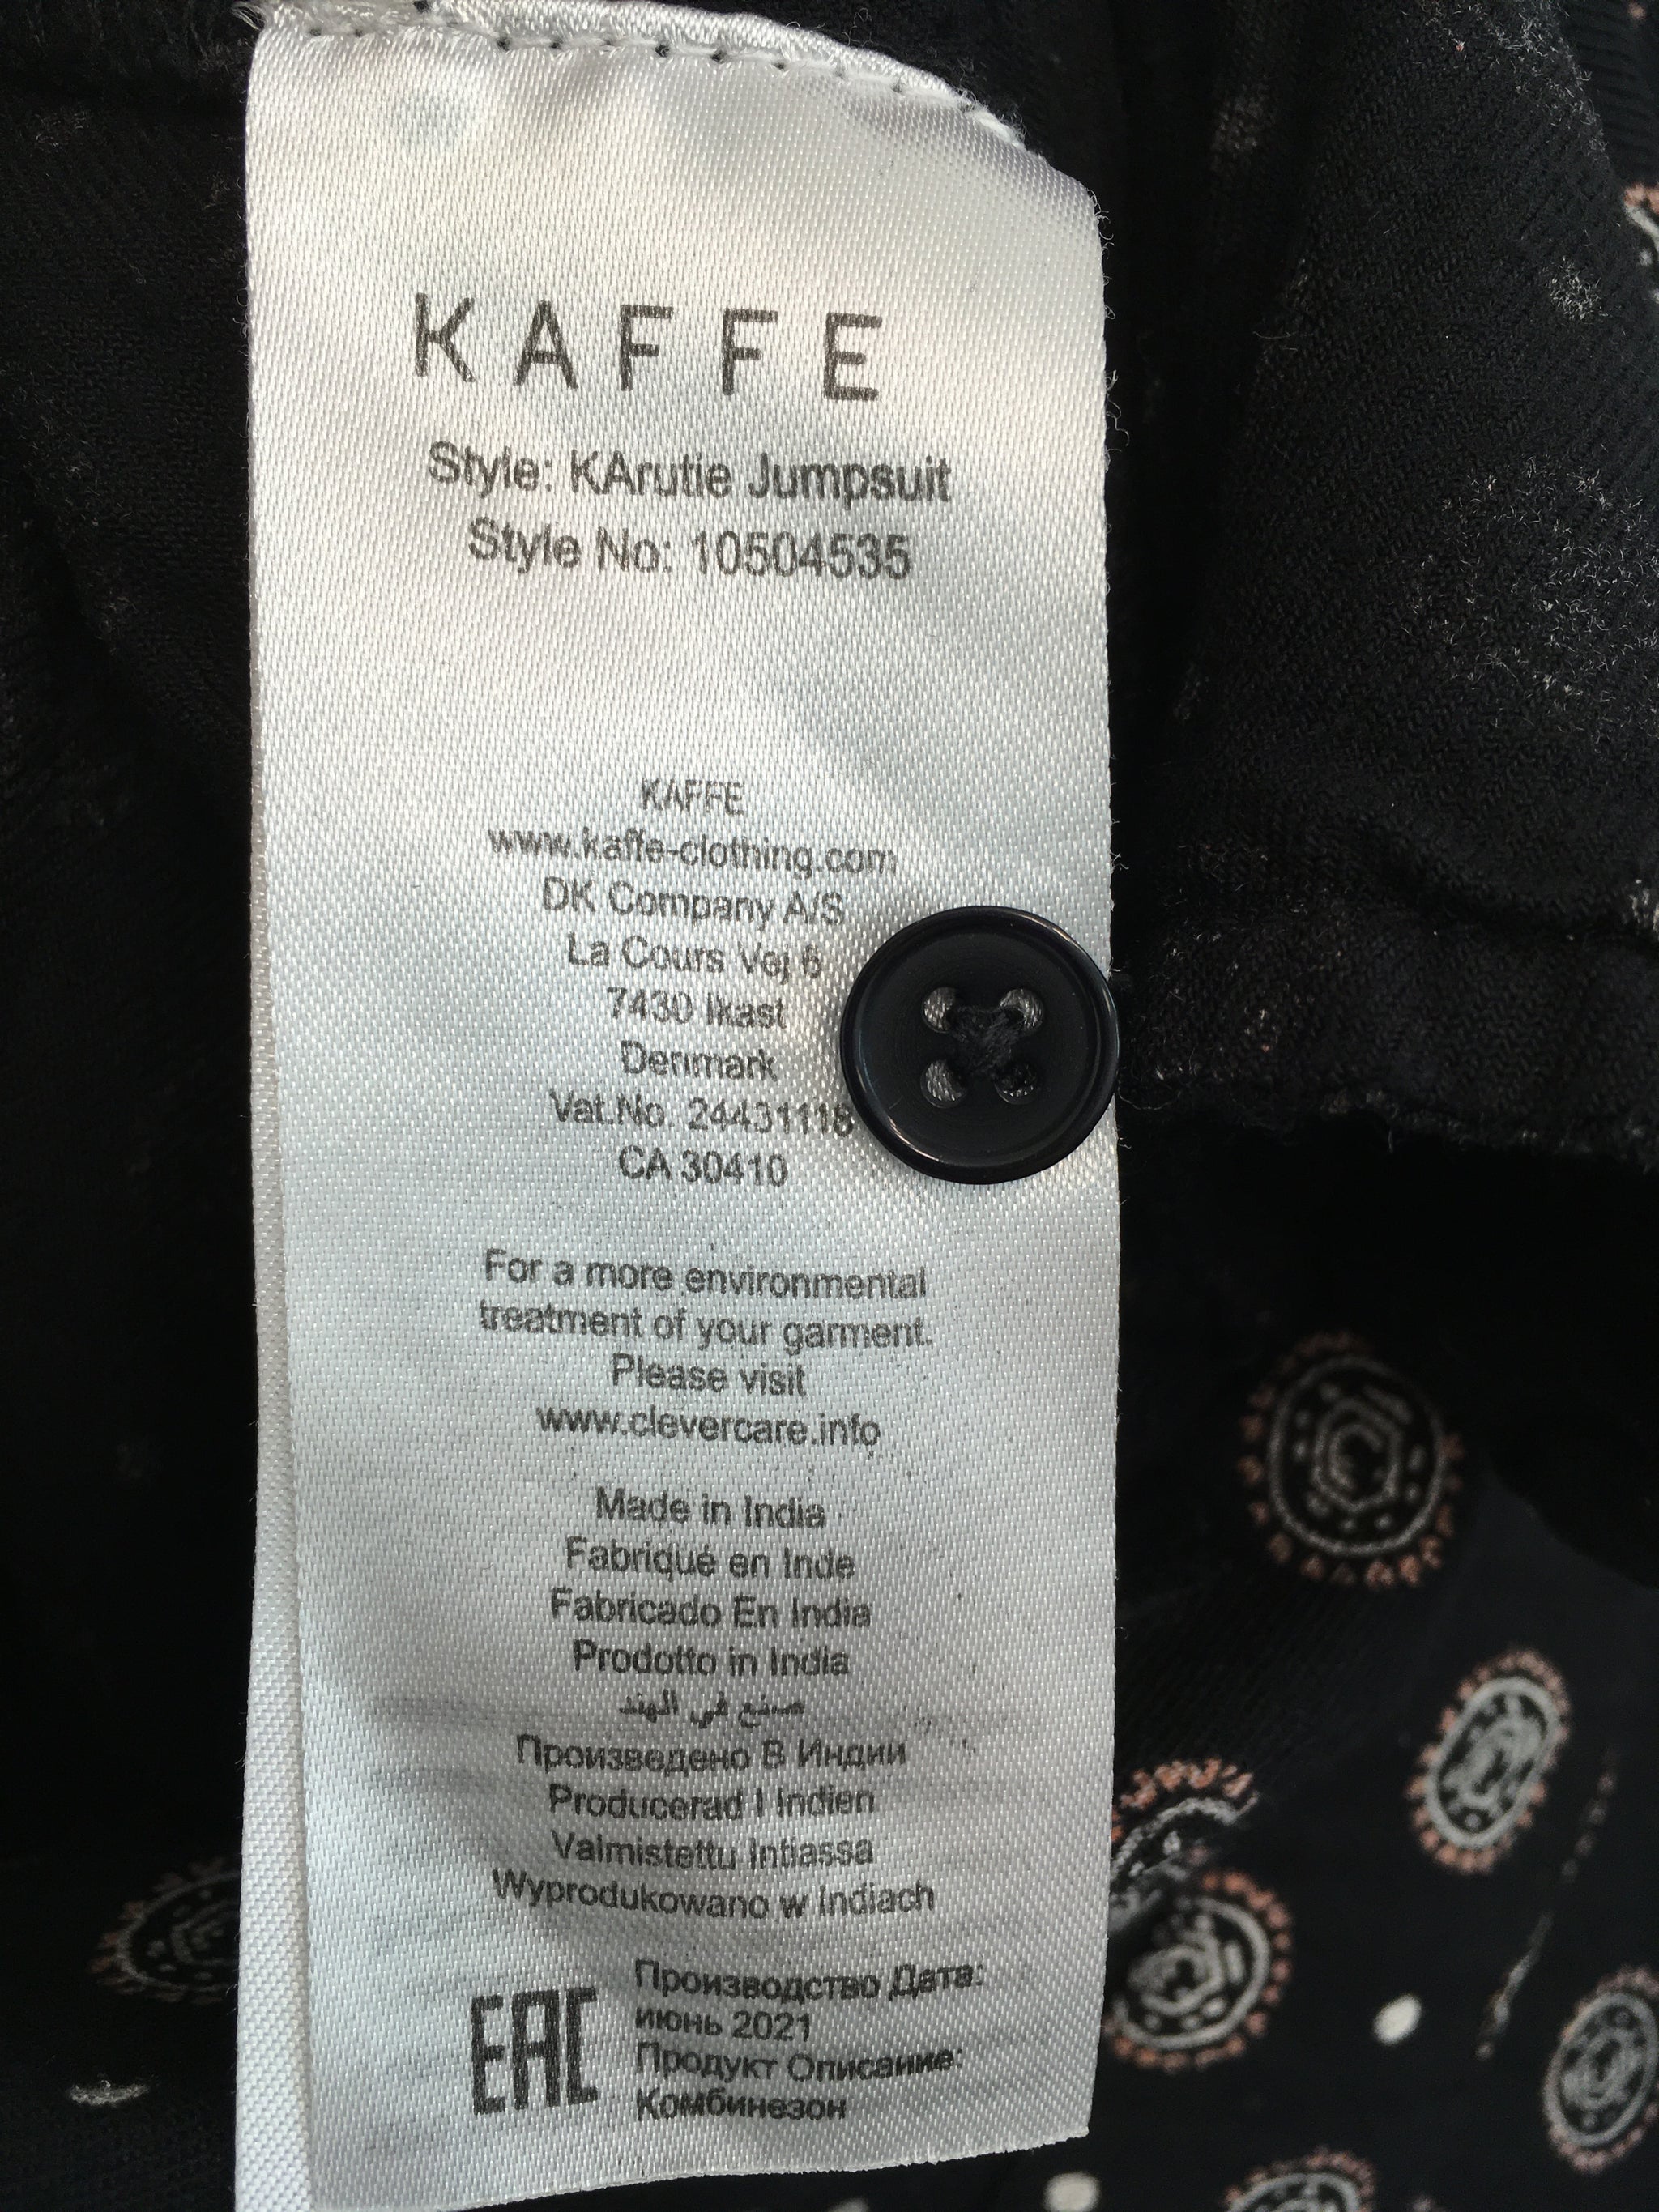 KAFFE
Style: KArutie Jumpsuit
Style No: 10504535
KAFFE
www.kaffe-clothing.com
DK Company A/S
La Cours Vej 6
7430 Ikast
Denmark
Vat.No. 24431118
CA 30410
For a more environmental
treatment of your garment.
Please visit
www.clevercare.info
Made in India
Fabriqué en Inde
Fabricado En India
Prodotto in India
صنع في الهند
Произведено В Индии
Producerad I Indien
Valmistettu Intiassa
Wyprodukowano w Indiach
EAC
Производство Дата:
июнь 2021
Продукт Описание:
Комбинезон